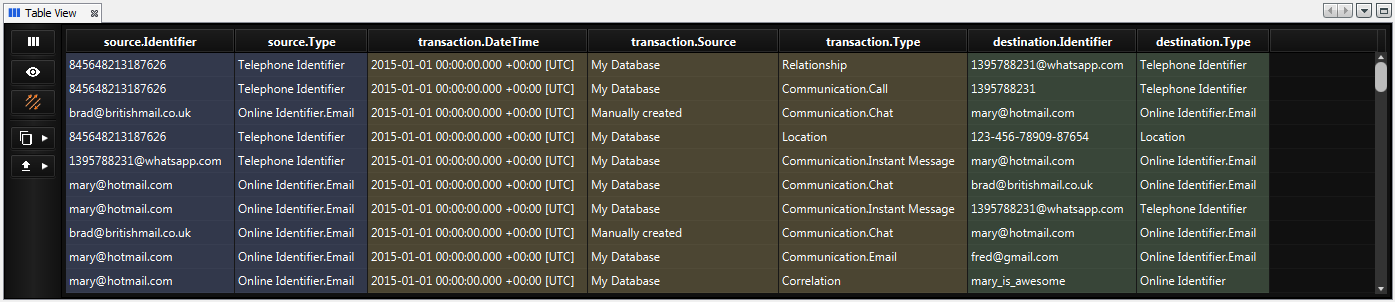 Table View
source.Identifier source.Type transaction.DateTime transaction.Source transaction.Type destination.Identifier destination.Type
845648213187626 Telephone Identifier 2015-01-01 00:00:00.000 +00:00 [UTC] My Database Relationship 1395788231@whatsapp.com Telephone Identifier
845648213187626 Telephone Identifier 2015-01-01 00:00:00.000 +00:00 [UTC] My Database Communication.Call 1395788231 Telephone Identifier
brad@britishmail.co.uk Online Identifier.Email 2015-01-01 00:00:00.000 +00:00 [UTC] Manually created Communication.Chat mary@hotmail.com Online Identifier.Email
845648213187626 Telephone Identifier 2015-01-01 00:00:00.000 +00:00 [UTC] My Database Location 123-456-78909-87654 Location
1395788231@whatsapp.com Telephone Identifier 2015-01-01 00:00:00.000 +00:00 [UTC] My Database Communication.Instant Message mary@hotmail.com Online Identifier.Email
mary@hotmail.com Online Identifier.Email 2015-01-01 00:00:00.000 +00:00 [UTC] My Database Communication.Chat brad@britishmail.co.uk Online Identifier.Email
mary@hotmail.com Online Identifier.Email 2015-01-01 00:00:00.000 +00:00 [UTC] My Database Communication.Instant Message 1395788231@whatsapp.com Telephone Identifier
brad@britishmail.co.uk Online Identifier.Email 2015-01-01 00:00:00.000 +00:00 [UTC] Manually created Communication.Chat mary@hotmail.com Online Identifier.Email
mary@hotmail.com Online Identifier.Email 2015-01-01 00:00:00.000 +00:00 [UTC] My Database Communication.Email fred@gmail.com Online Identifier.Email
mary@hotmail.com Online Identifier.Email 2015-01-01 00:00:00.000 +00:00 [UTC] My Database Correlation mary_is_awesome Online Identifier